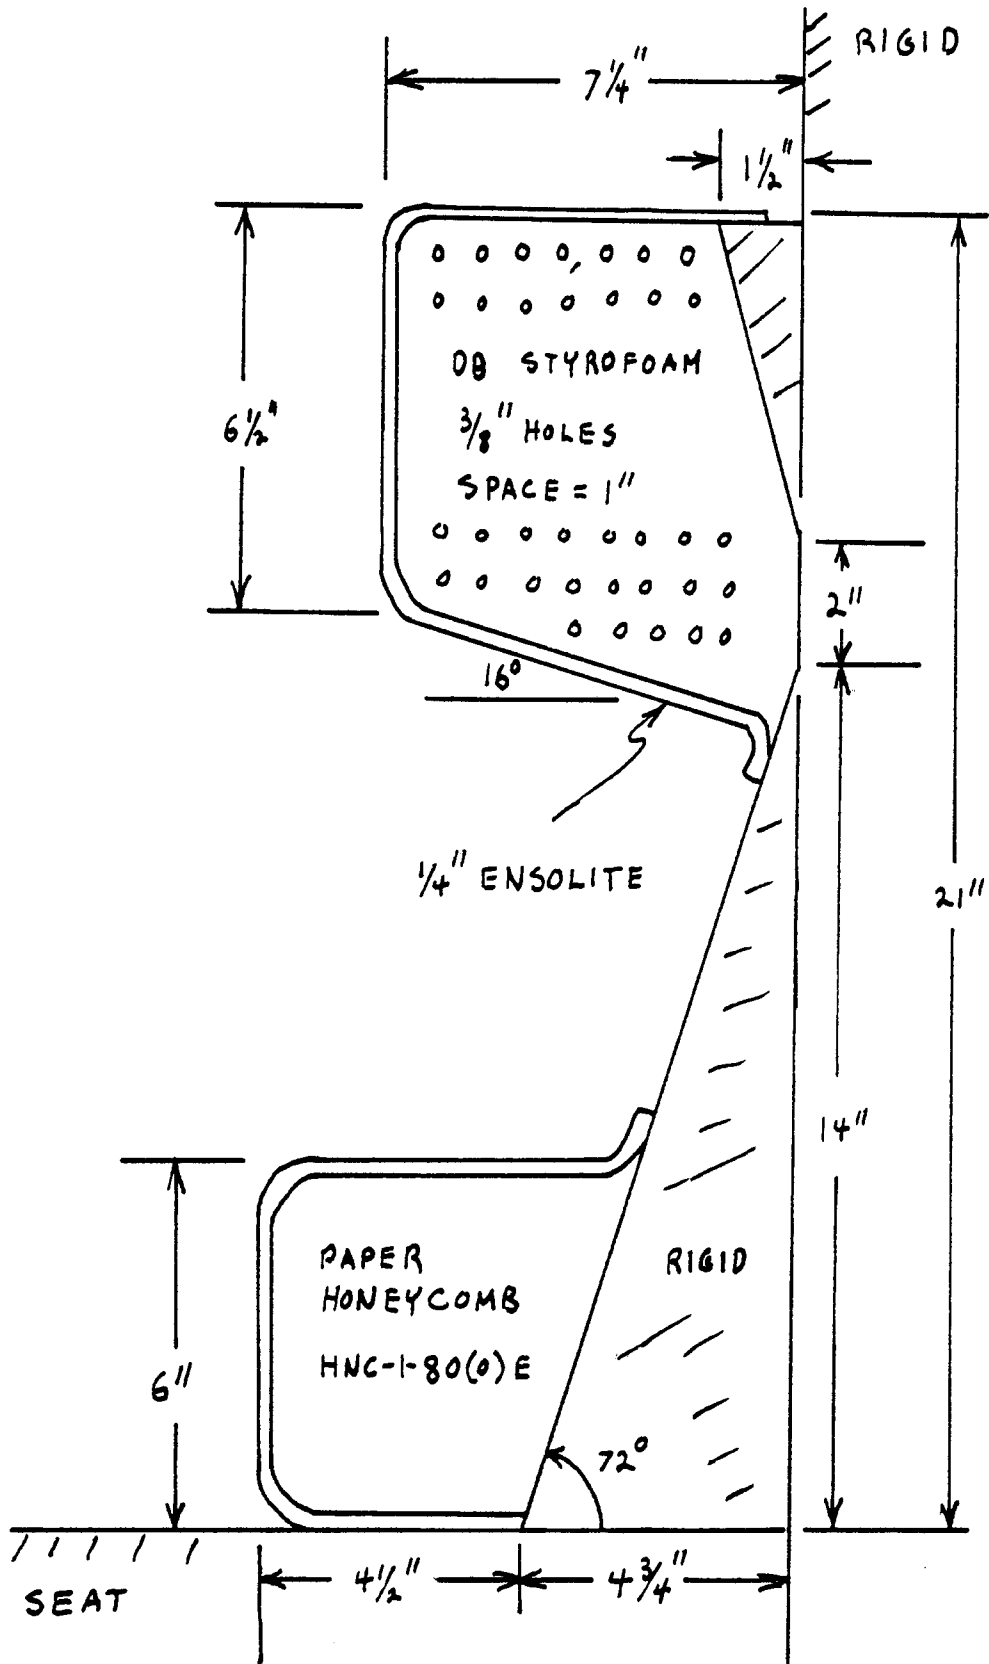 RIGID
7¼"
1½"
DB STYROFOAM
3/8" HOLES
SPACE = 1"
6½"
2"
16°
¼" ENSOLITE
21"
14"
PAPER
HONEYCOMB
HNC-1-80(0)E
RIGID
6"
72°
4½"
4¾"
SEAT